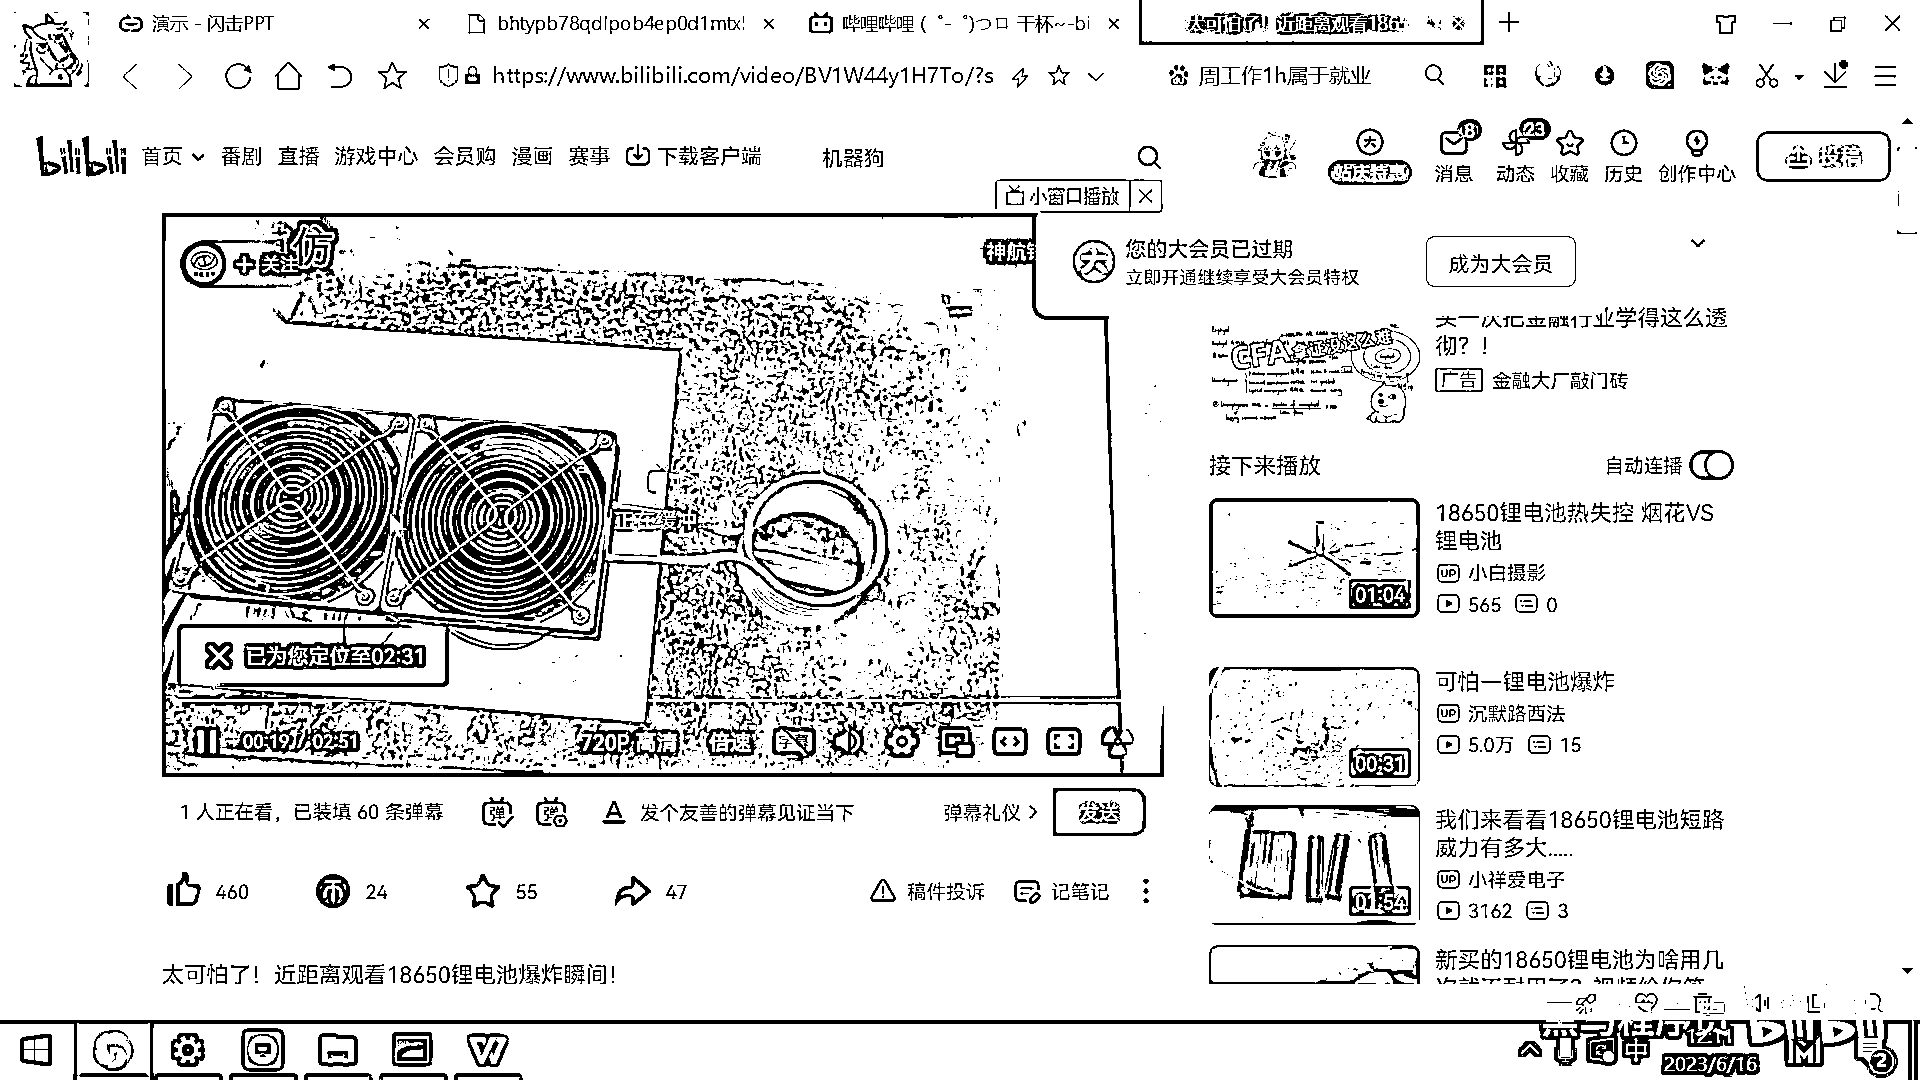 演示 - 闪击PPT
bhtypb78qdlpob4ep0d1mtx!
哔哩哔哩 ( ゜- ゜)つロ 干杯~-bi
太可怕了！近距离观看186
https://www.bilibili.com/video/BV1W44y1H7To/?s
周工作1h属于就业
bilibili
首页
番剧
直播
游戏中心
会员购
漫画
赛事
下载客户端
机器狗
消息
动态
23
收藏
历史
创作中心
投稿
小窗口播放
+ 关注
仿
神航
您的大会员已过期
立即开通继续享受大会员特权
成为大会员
彻？！
广告 金融大厂敲门砖
CFA
接下来播放
自动连播
18650锂电池热失控 烟花VS
锂电池
UP 小白摄影
565 0
01:04
可怕一锂电池爆炸
UP 沉默路西法
5.0万 15
00:31
我们来看看18650锂电池短路
威力有多大.....
UP 小祥爱电子
3162 3
01:54
新买的18650锂电池为啥用几
正在缓冲
已为您定位至02:31
00:19 / 02:51
720P 高清
倍速
1 人正在看，已装填 60 条弹幕
发个友善的弹幕见证当下
弹幕礼仪
发送
460
24
55
47
稿件投诉
记笔记
太可怕了！近距离观看18650锂电池爆炸瞬间！
中
2023/6/16
2